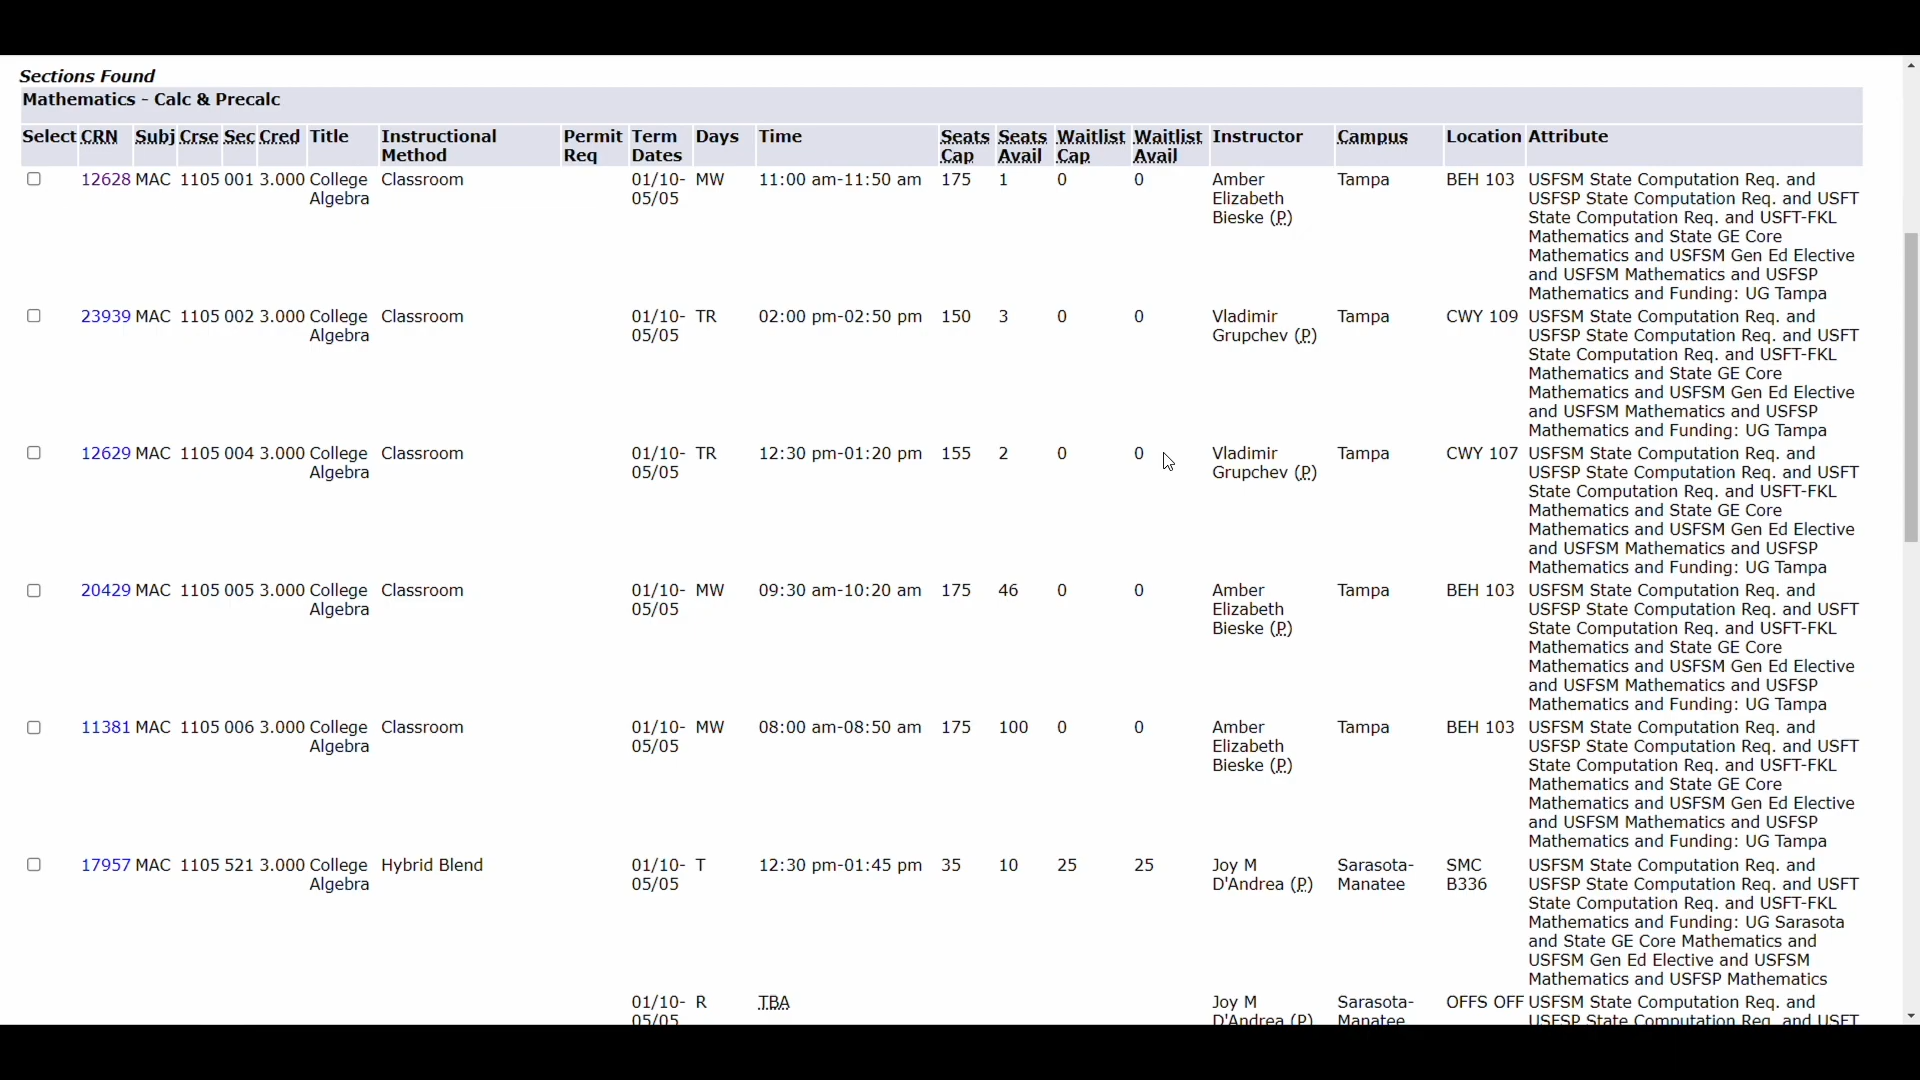 Sections Found
Mathematics - Calc & Precalc
Select CRN Subj Crse Sec Cred Title Instructional Method Permit Req Term Dates Days Time Seats Cap Seats Avail Waitlist Cap Waitlist Avail Instructor Campus Location Attribute
12628 MAC 1105 001 3.000 College Classroom 01/10- MW 11:00 am-11:50 am 175 1 0 0 Amber Tampa BEH 103 USFSM State Computation Req. and
Algebra 05/05 Elizabeth USFSP State Computation Req. and USFT
Bieske (P) State Computation Req. and USFT-FKL
Mathematics and State GE Core
Mathematics and USFSM Gen Ed Elective
and USFSM Mathematics and USFSP
Mathematics and Funding: UG Tampa
23939 MAC 1105 002 3.000 College Classroom 01/10- TR 02:00 pm-02:50 pm 150 3 0 0 Vladimir Tampa CWY 109 USFSM State Computation Req. and
Algebra 05/05 Grupchev (P) USFSP State Computation Req. and USFT
State Computation Req. and USFT-FKL
Mathematics and State GE Core
Mathematics and USFSM Gen Ed Elective
and USFSM Mathematics and USFSP
Mathematics and Funding: UG Tampa
12629 MAC 1105 004 3.000 College Classroom 01/10- TR 12:30 pm-01:20 pm 155 2 0 0 Vladimir Tampa CWY 107 USFSM State Computation Req. and
Algebra 05/05 Grupchev (P) USFSP State Computation Req. and USFT
State Computation Req. and USFT-FKL
Mathematics and State GE Core
Mathematics and USFSM Gen Ed Elective
and USFSM Mathematics and USFSP
Mathematics and Funding: UG Tampa
20429 MAC 1105 005 3.000 College Classroom 01/10- MW 09:30 am-10:20 am 175 46 0 0 Amber Tampa BEH 103 USFSM State Computation Req. and
Algebra 05/05 Elizabeth USFSP State Computation Req. and USFT
Bieske (P) State Computation Req. and USFT-FKL
Mathematics and State GE Core
Mathematics and USFSM Gen Ed Elective
and USFSM Mathematics and USFSP
Mathematics and Funding: UG Tampa
11381 MAC 1105 006 3.000 College Classroom 01/10- MW 08:00 am-08:50 am 175 100 0 0 Amber Tampa BEH 103 USFSM State Computation Req. and
Algebra 05/05 Elizabeth USFSP State Computation Req. and USFT
Bieske (P) State Computation Req. and USFT-FKL
Mathematics and State GE Core
Mathematics and USFSM Gen Ed Elective
and USFSM Mathematics and USFSP
Mathematics and Funding: UG Tampa
17957 MAC 1105 521 3.000 College Hybrid Blend 01/10- T 12:30 pm-01:45 pm 35 10 25 25 Joy M Sarasota- SMC USFSM State Computation Req. and
Algebra 05/05 D'Andrea (P) Manatee B336 USFSP State Computation Req. and USFT
State Computation Req. and USFT-FKL
Mathematics and Funding: UG Sarasota
and State GE Core Mathematics and
USFSM Gen Ed Elective and USFSM
Mathematics and USFSP Mathematics
01/10- R TBA Joy M Sarasota- OFFS OFF USFSM State Computation Req. and
05/05 D'Andrea (P) Manatee USFSP State Computation Req. and USFT